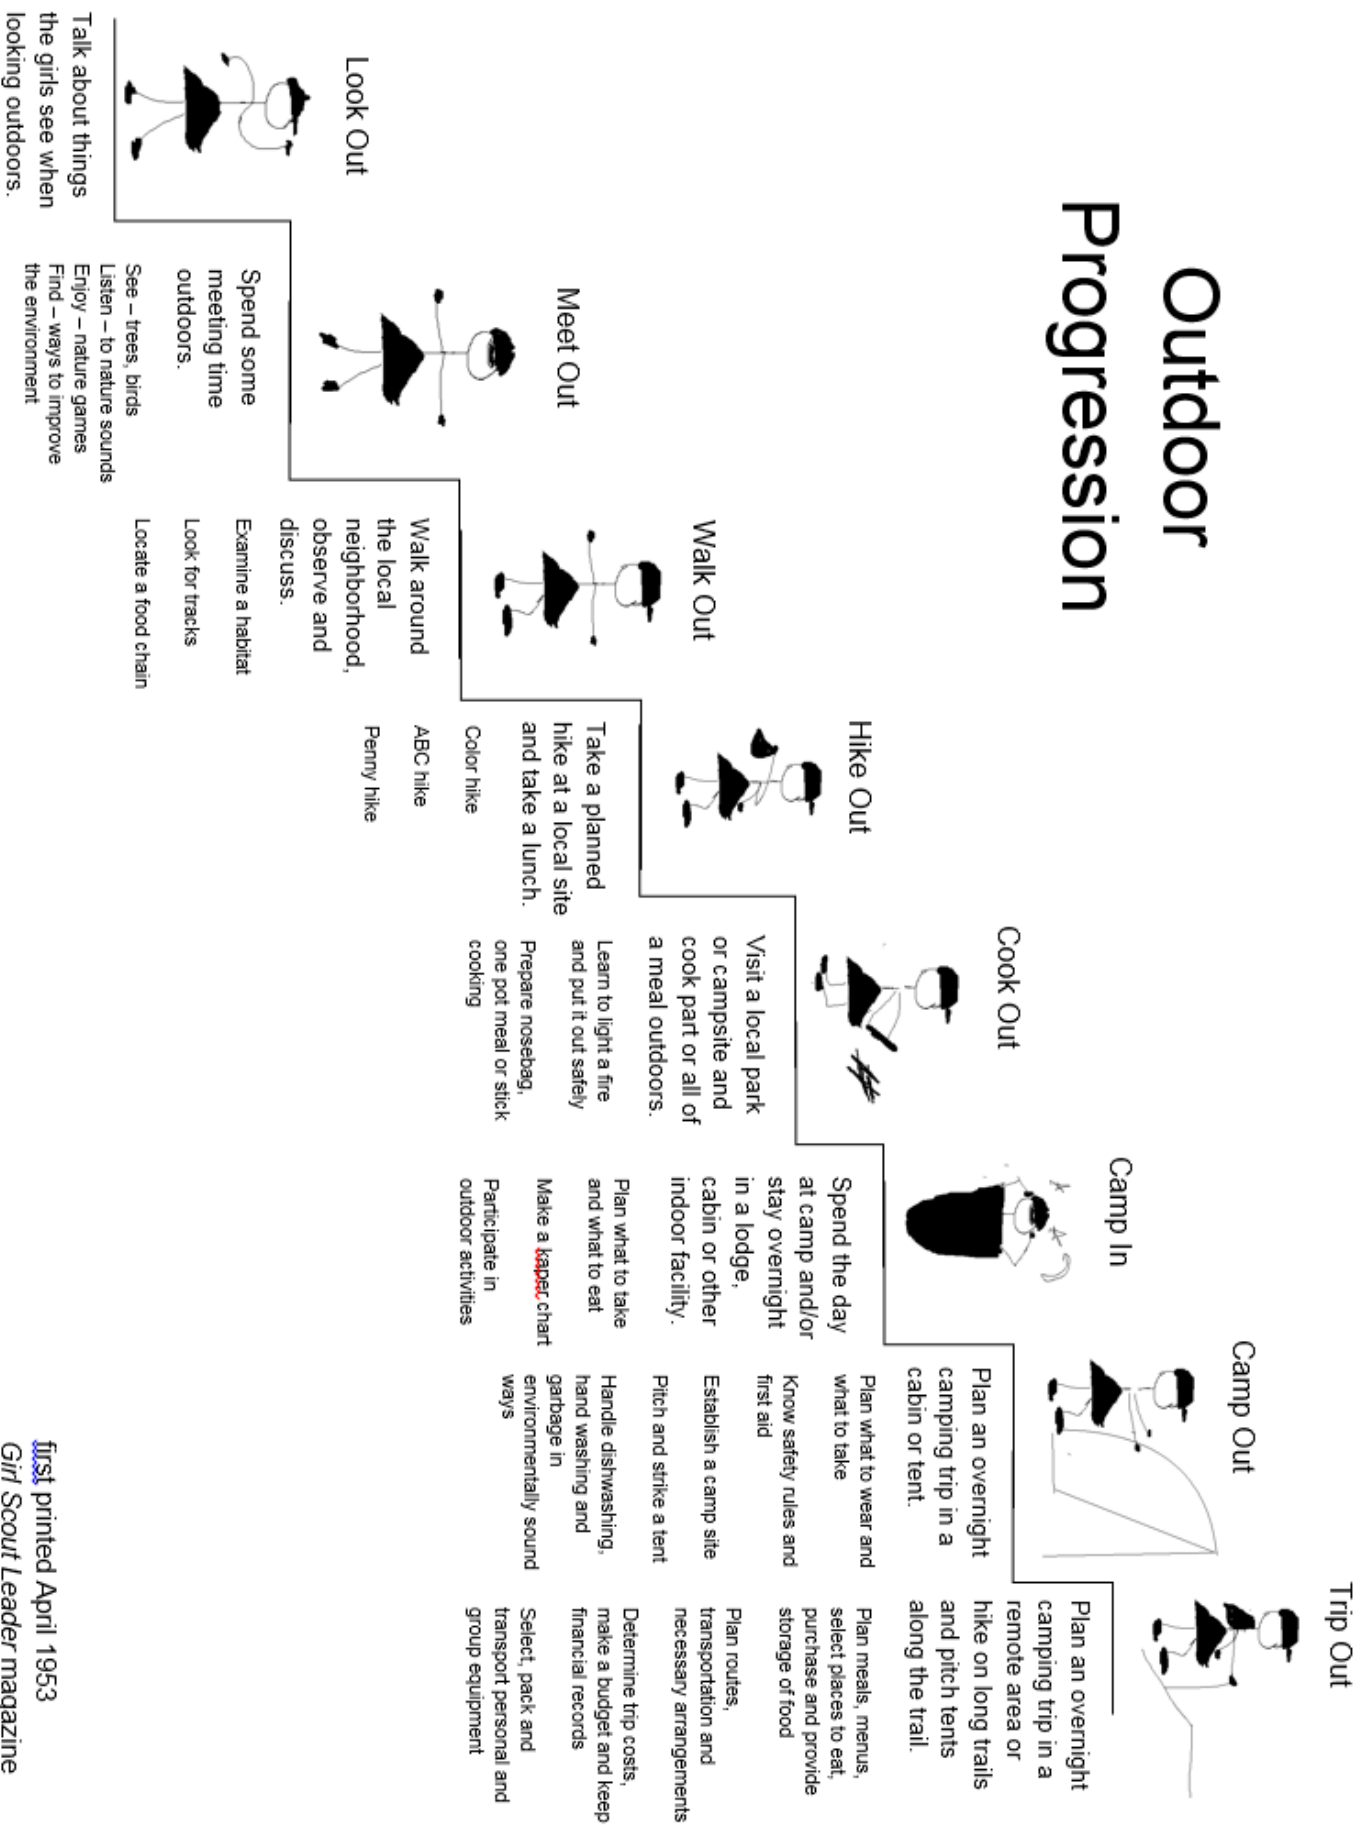 Outdoor
Progression
Look Out
Talk about things
the girls see when
looking outdoors.
Meet Out
Spend some
meeting time
outdoors.
See – trees, birds
Listen – to nature sounds
Enjoy – nature games
Find – ways to improve
the environment
Walk Out
Walk around
the local
neighborhood,
observe and
discuss.
Examine a habitat
Look for tracks
Locate a food chain
Hike Out
Take a planned
hike at a local site
and take a lunch.
Color hike
ABC hike
Penny hike
Cook Out
Visit a local park
or campsite and
cook part or all of
a meal outdoors.
Learn to light a fire
and put it out safely
Prepare nosebag,
one pot meal or stick
cooking
Camp In
Spend the day
at camp and/or
stay overnight
in a lodge,
cabin or other
indoor facility.
Plan what to take
and what to eat
Make a kaper chart
Participate in
outdoor activities
Camp Out
Plan an overnight
camping trip in a
cabin or tent.
Plan what to wear and
what to take
Know safety rules and
first aid
Establish a camp site
Pitch and strike a tent
Handle dishwashing,
hand washing and
garbage in
environmentally sound
ways
Trip Out
Plan an overnight
camping trip in a
remote area or
hike on long trails
and pitch tents
along the trail.
Plan meals, menus,
select places to eat,
purchase and provide
storage of food
Plan routes,
transportation and
necessary arrangements
Determine trip costs,
make a budget and keep
financial records
Select, pack and
transport personal and
group equipment
first printed April 1953
Girl Scout Leader magazine